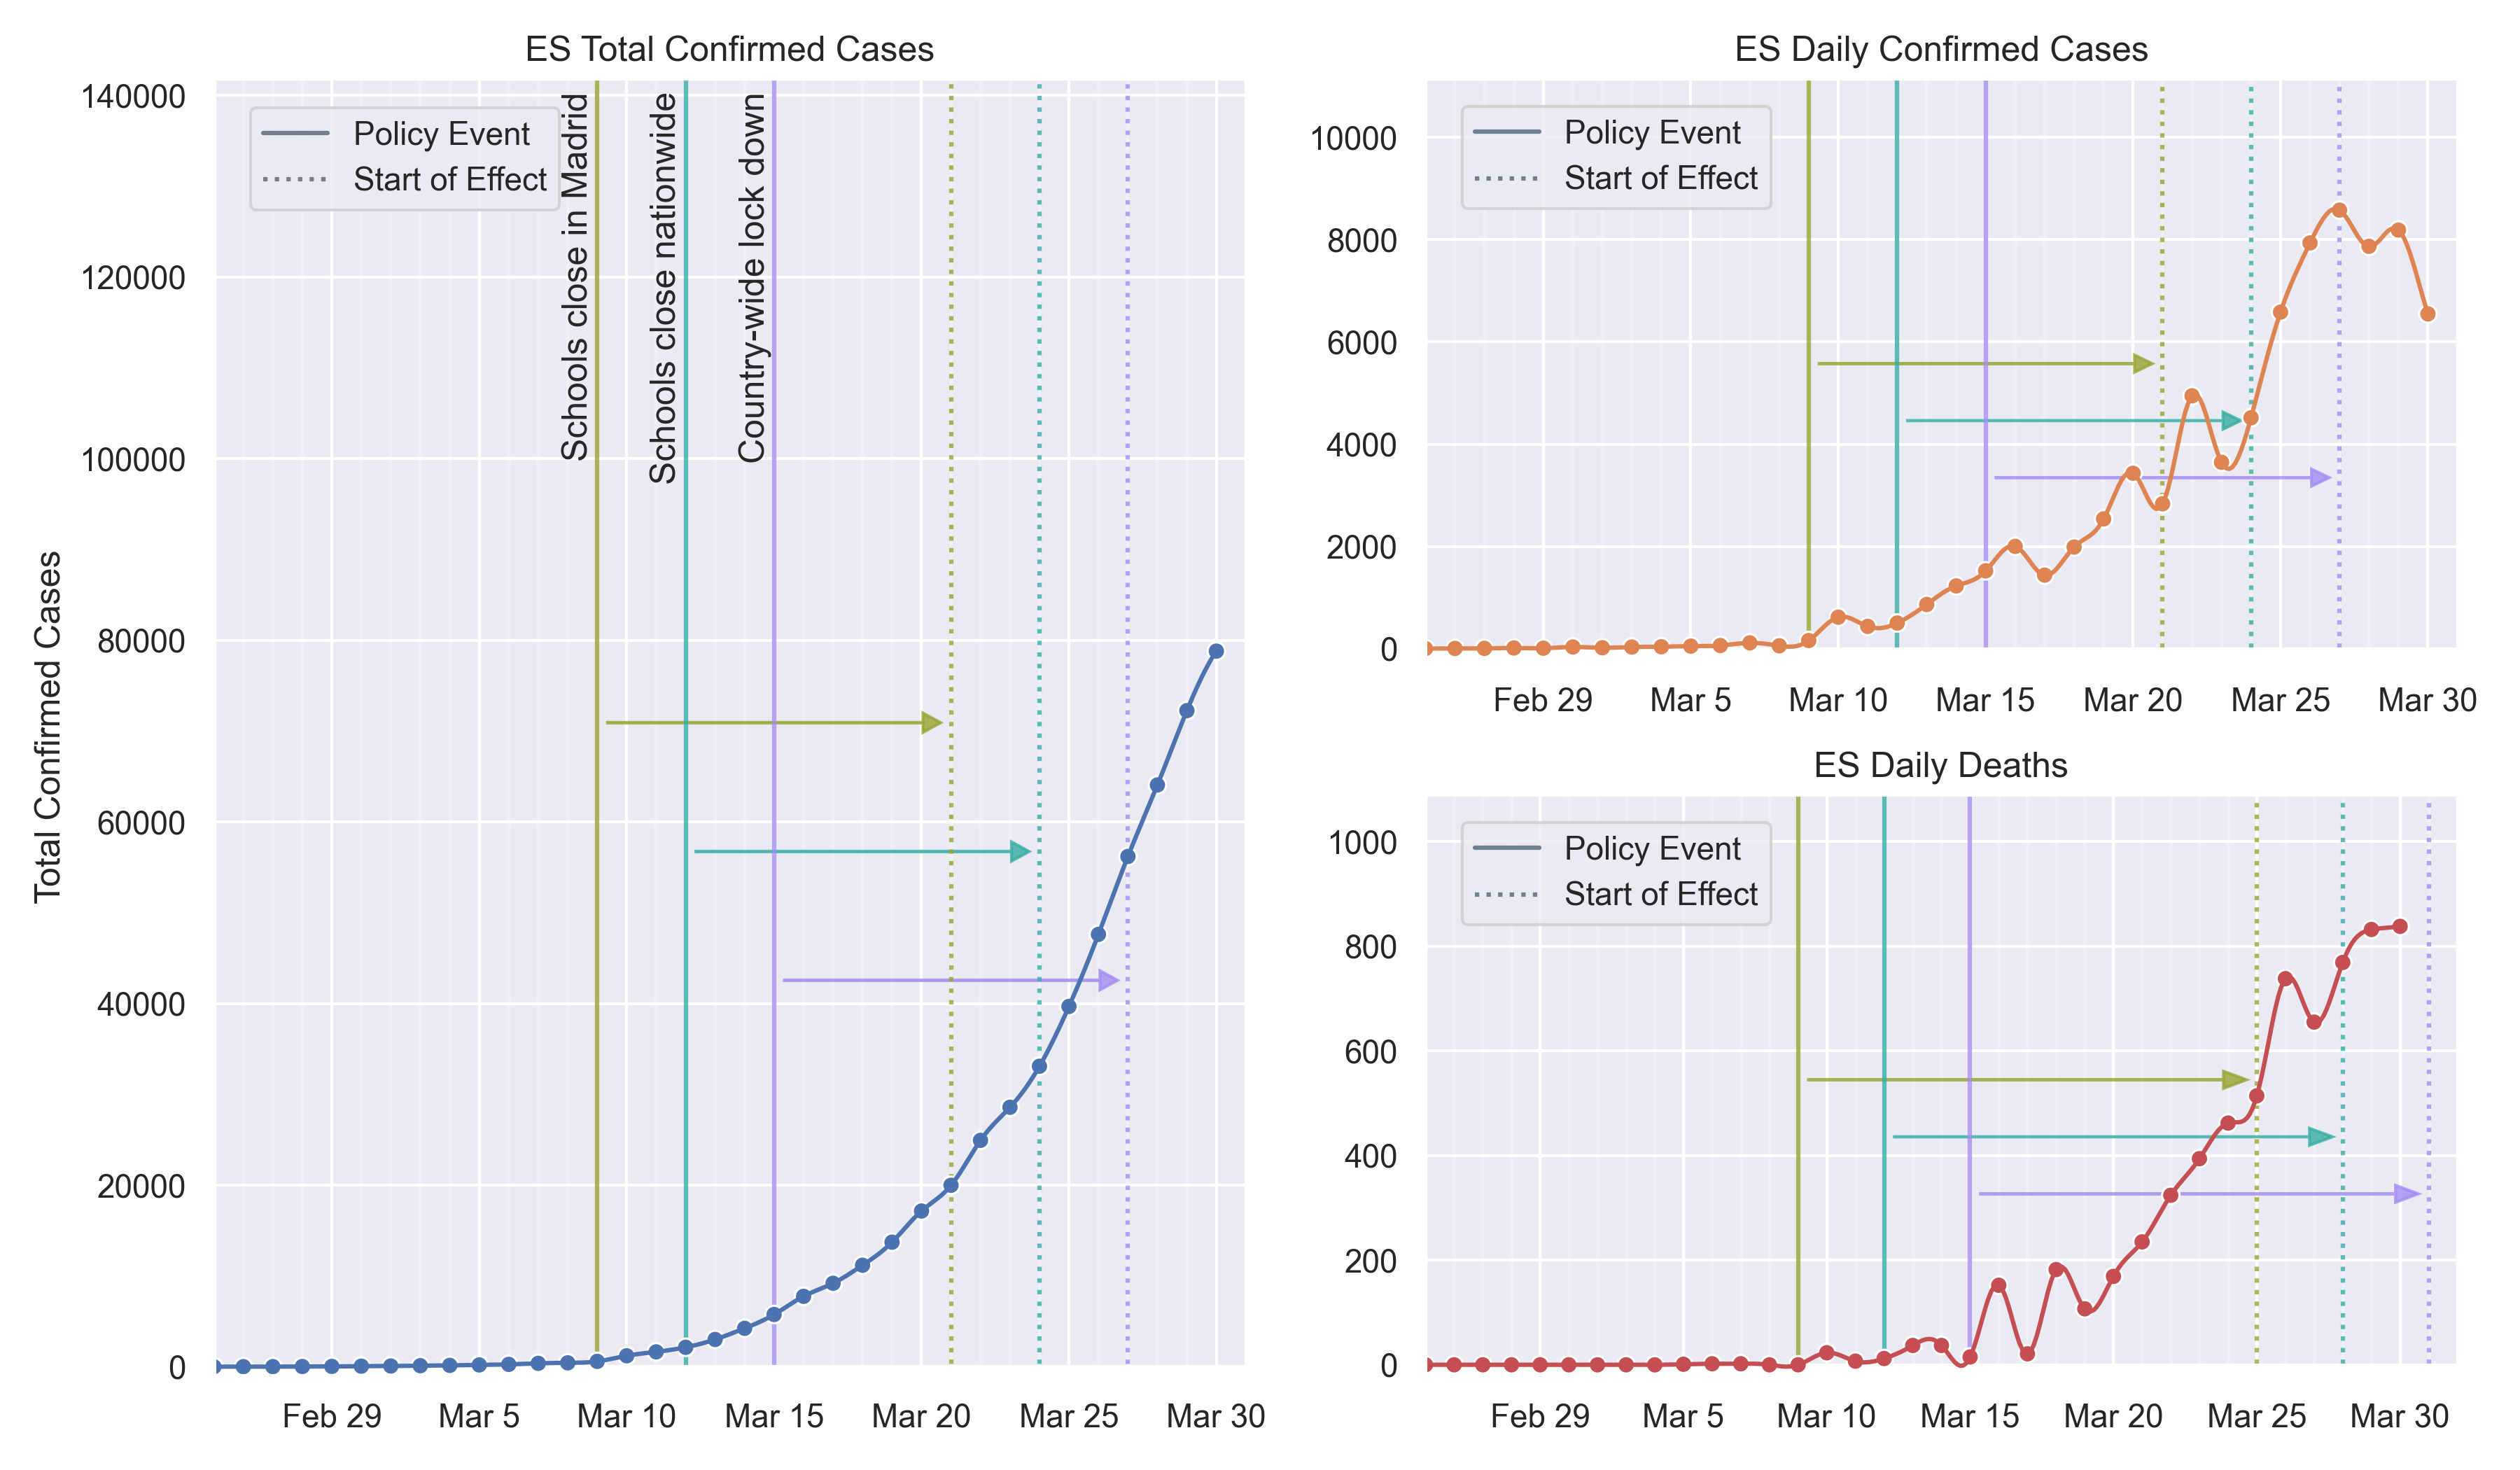 ES Total Confirmed Cases
Total Confirmed Cases
140000
120000
100000
80000
60000
40000
20000
0
Policy Event
Start of Effect
Schools close in Madrid
Schools close nationwide
Country-wide lock down
Feb 29
Mar 5
Mar 10
Mar 15
Mar 20
Mar 25
Mar 30
ES Daily Confirmed Cases
10000
8000
6000
4000
2000
0
Policy Event
Start of Effect
Feb 29
Mar 5
Mar 10
Mar 15
Mar 20
Mar 25
Mar 30
ES Daily Deaths
1000
800
600
400
200
0
Policy Event
Start of Effect
Feb 29
Mar 5
Mar 10
Mar 15
Mar 20
Mar 25
Mar 30